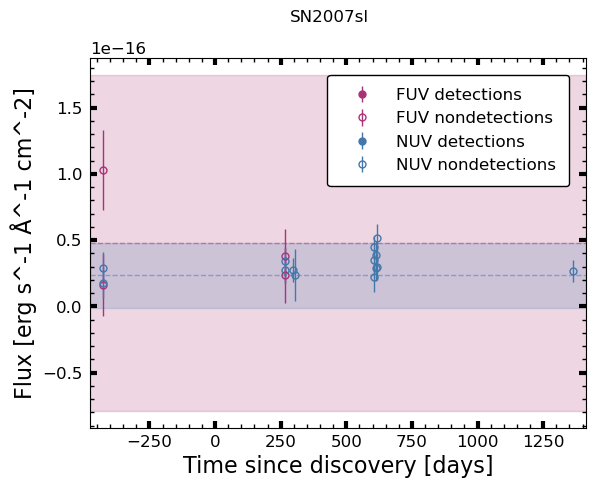 SN2007sl
1e−16
FUV detections
FUV nondetections
NUV detections
NUV nondetections
1.5
1.0
0.5
0.0
−0.5
Flux [erg s^-1 Å^-1 cm^-2]
−250 0 250 500 750 1000 1250
Time since discovery [days]